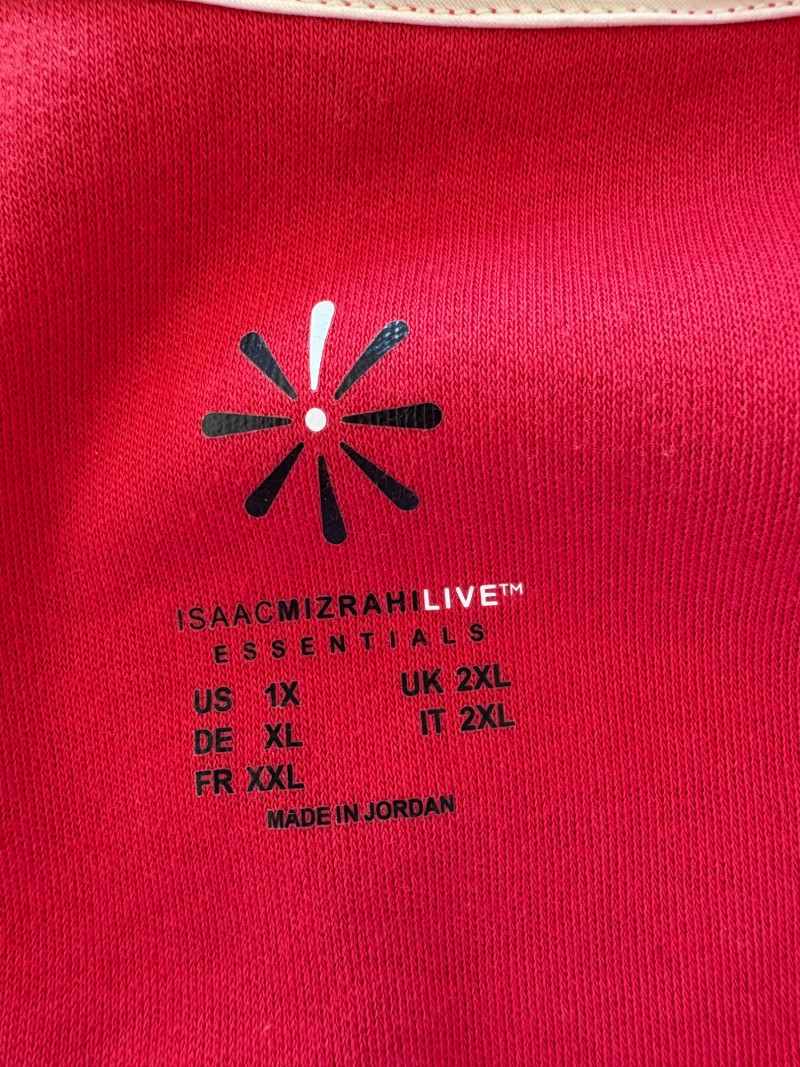 ISAACMIZRAHILIVE™
ESSENTIALS
US 1X UK 2XL
DE XL IT 2XL
FR XXL
MADE IN JORDAN